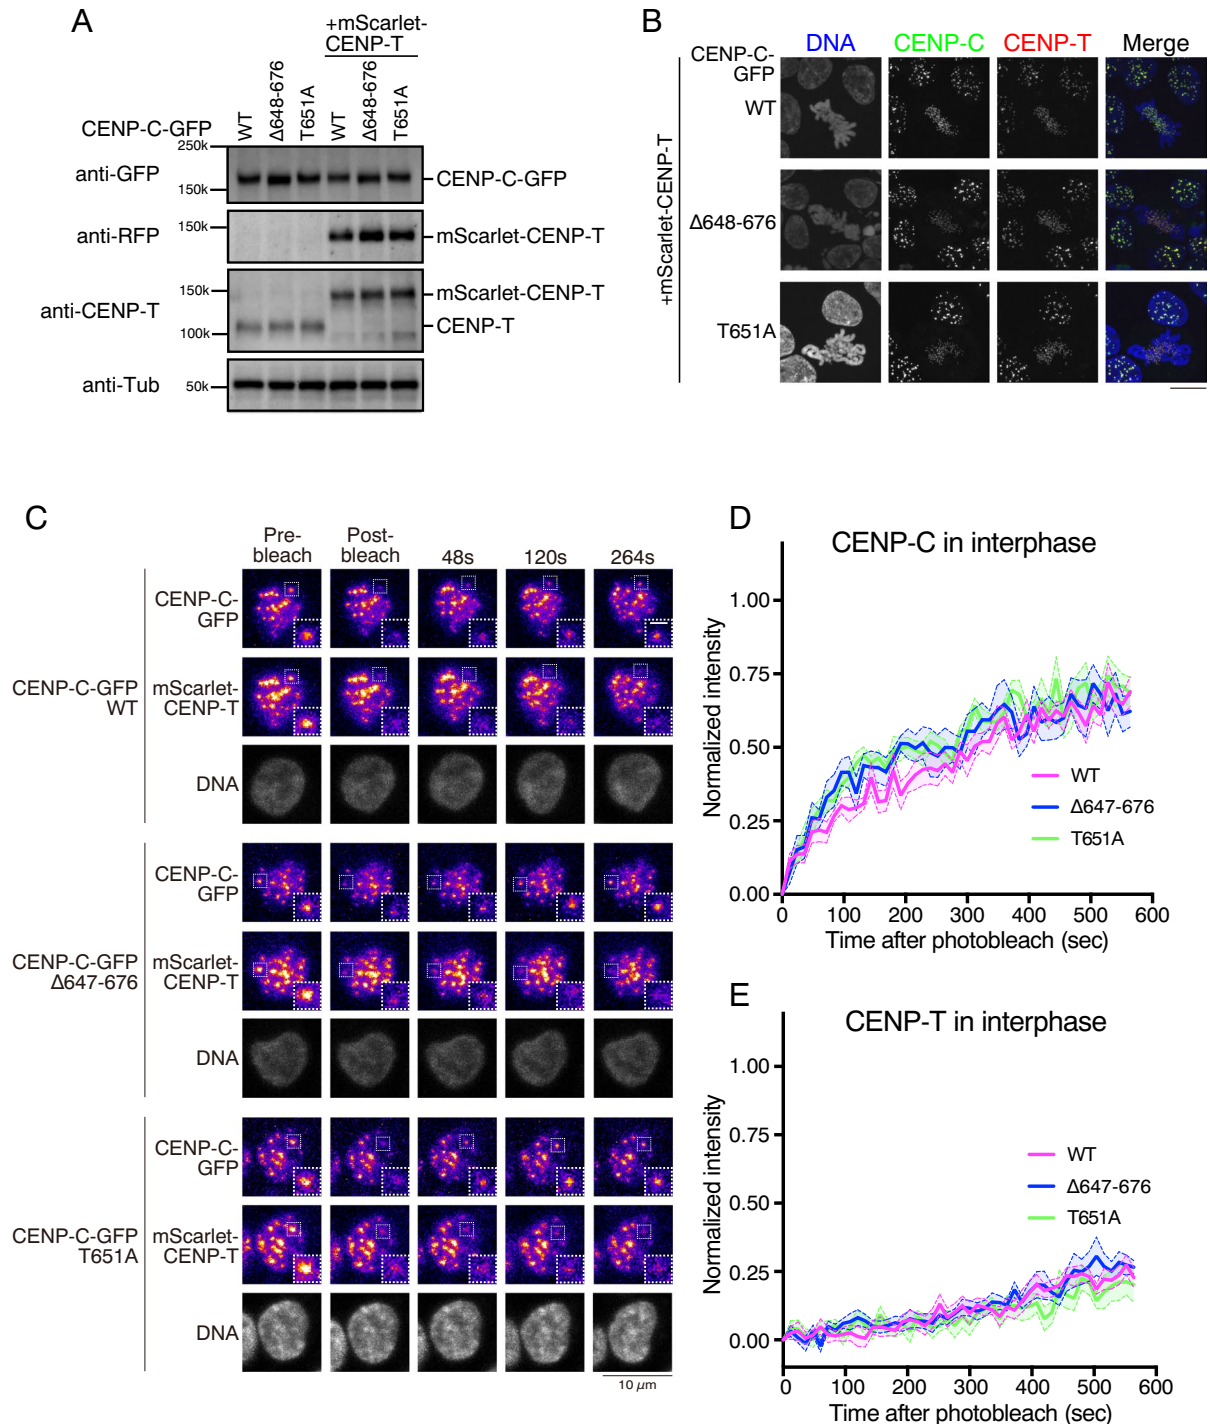 A
+mScarlet-
CENP-T
CENP-C-GFP
WT
Δ648-676
T651A
WT
Δ648-676
T651A
250k
anti-GFP
150k
CENP-C-GFP
anti-RFP
150k
mScarlet-CENP-T
anti-CENP-T
150k
mScarlet-CENP-T
CENP-T
100k
anti-Tub
50k
B
DNA
CENP-C
CENP-T
Merge
CENP-C-
GFP
WT
Δ648-676
T651A
+mScarlet-CENP-T
C
Pre-
bleach
Post-
bleach
48s
120s
264s
CENP-C-GFP
WT
CENP-C-
GFP
mScarlet-
CENP-T
DNA
CENP-C-GFP
Δ647-676
CENP-C-
GFP
mScarlet-
CENP-T
DNA
CENP-C-GFP
T651A
CENP-C-
GFP
mScarlet-
CENP-T
DNA
10 µm
D
CENP-C in interphase
Normalized intensity
1.00
0.75
0.50
0.25
0.00
WT
Δ647-676
T651A
0 100 200 300 400 500 600
Time after photobleach (sec)
E
CENP-T in interphase
Normalized intensity
1.00
0.75
0.50
0.25
0.00
WT
Δ647-676
T651A
0 100 200 300 400 500 600
Time after photobleach (sec)